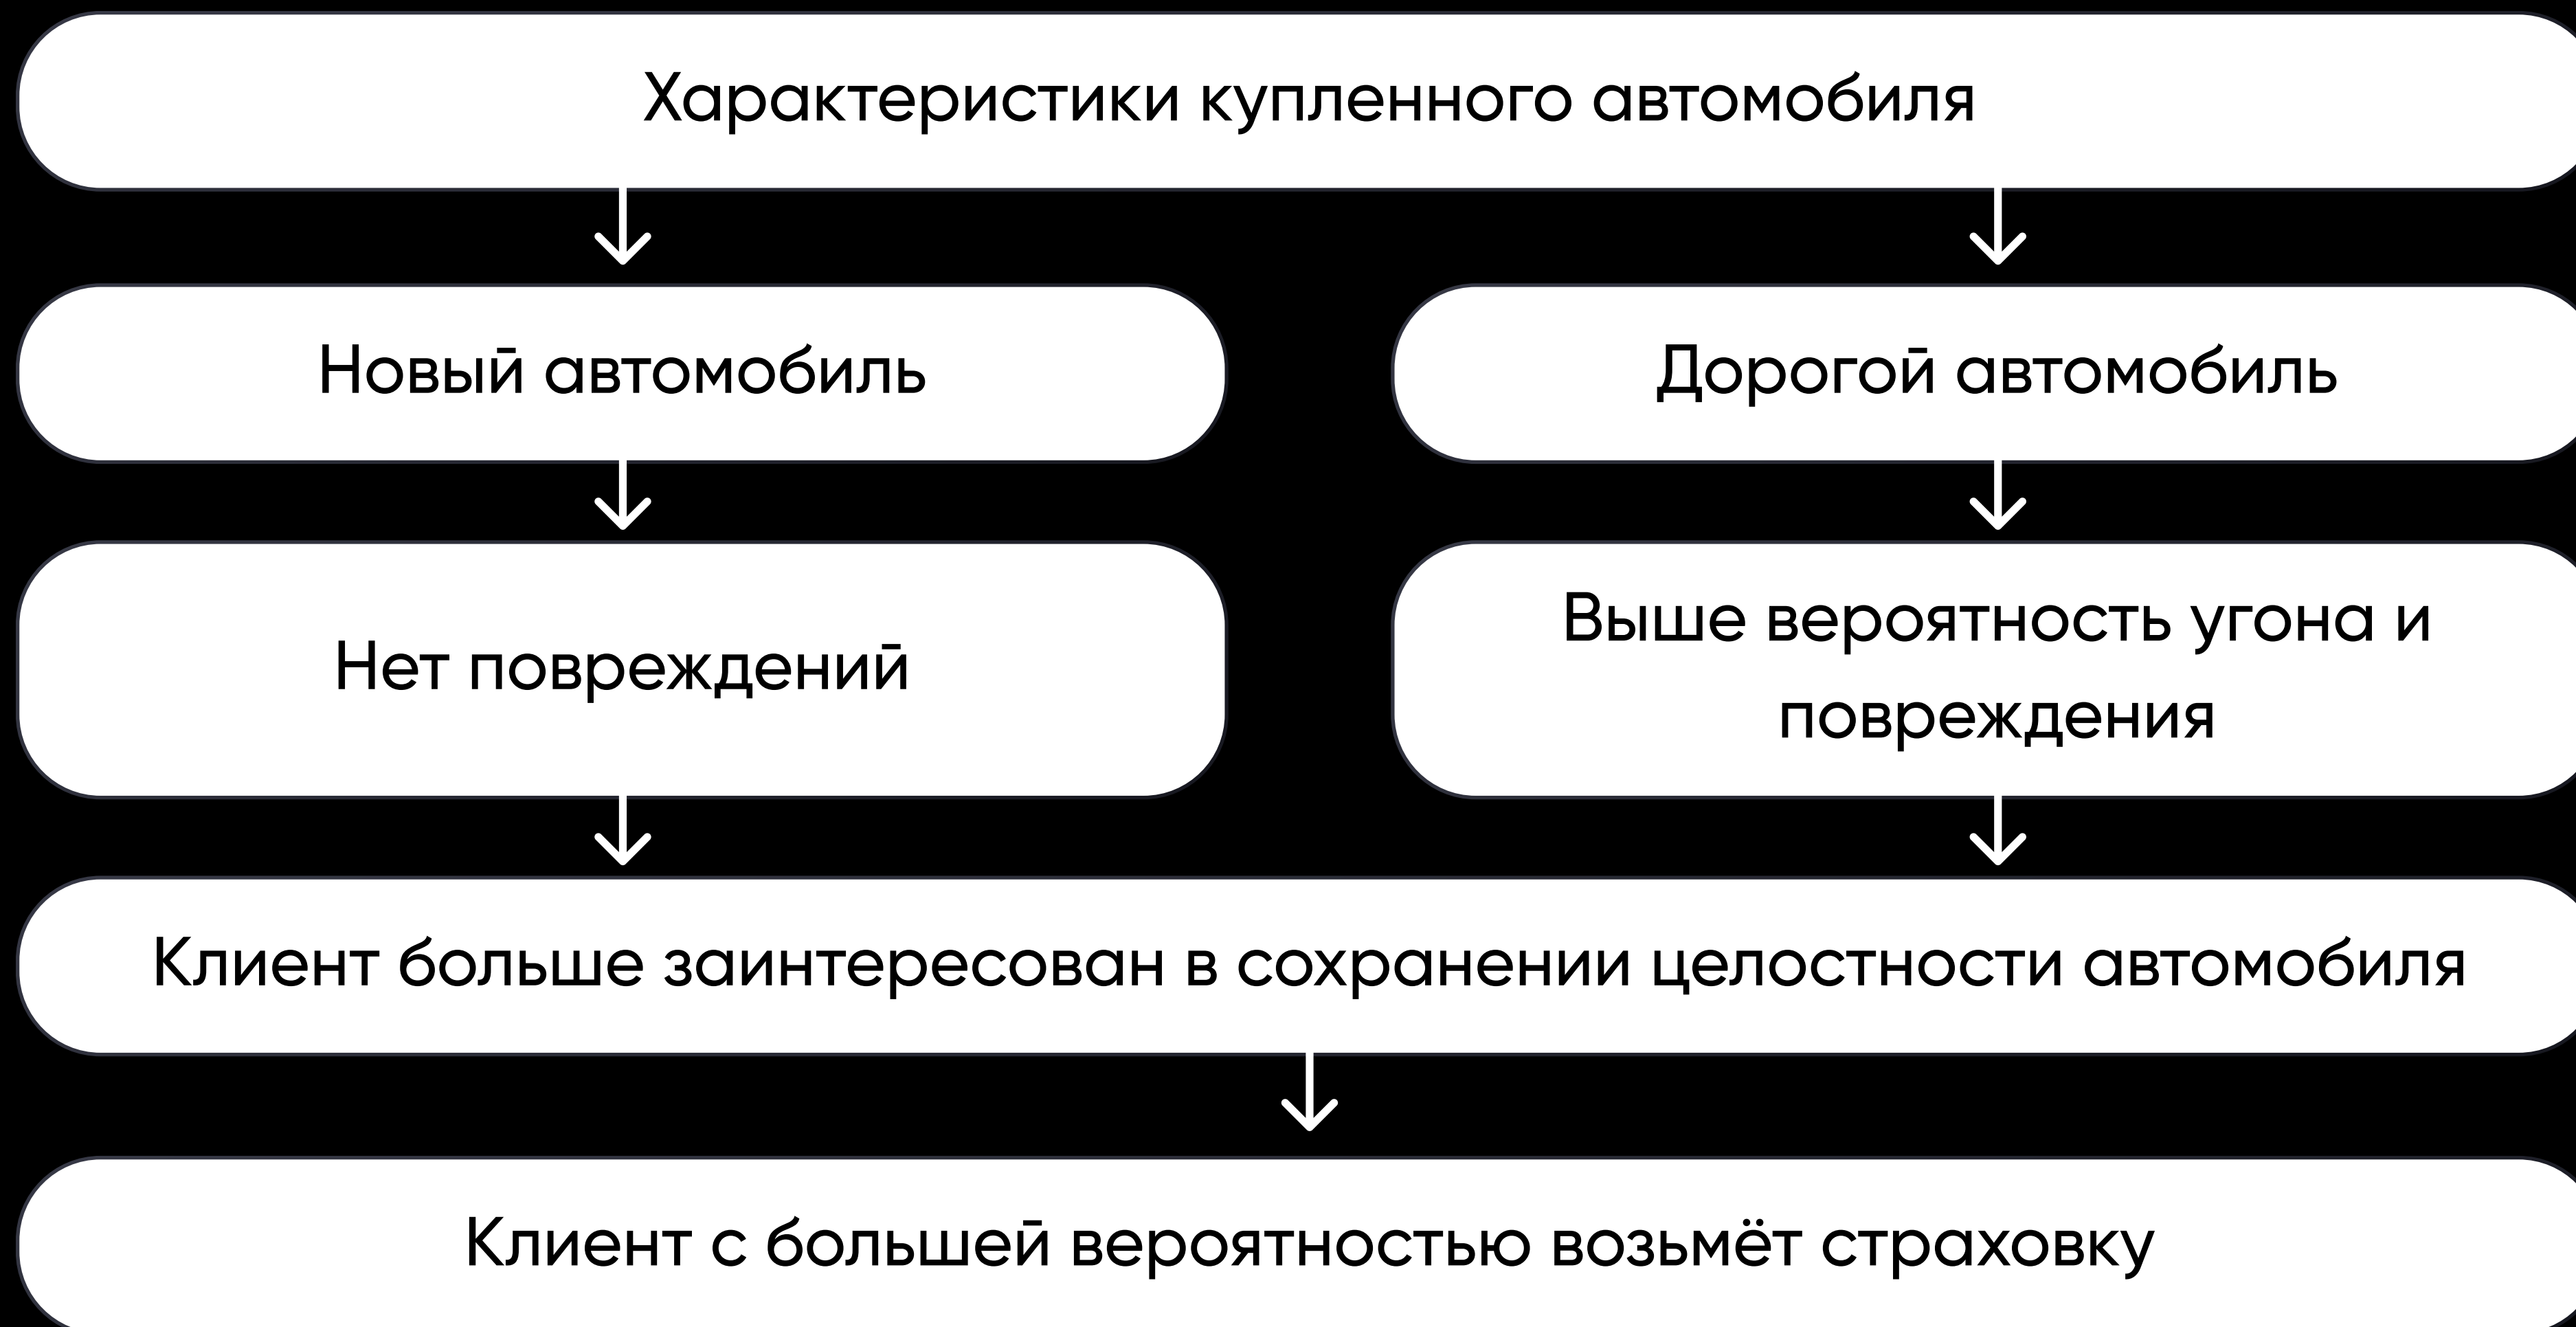 Характеристики купленного автомобиля
Новый автомобиль
Дорогой автомобиль
Нет повреждений
Выше вероятность угона и
повреждения
Клиент больше заинтересован в сохранении целостности автомобиля
Клиент с большей вероятностью возьмёт страховку